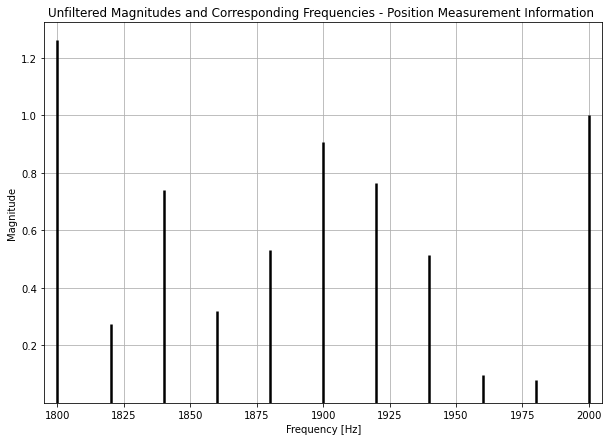 Unfiltered Magnitudes and Corresponding Frequencies - Position Measurement Information
1.2
1.0
0.8
0.6
0.4
0.2
Magnitude
1800 1825 1850 1875 1900 1925 1950 1975 2000
Frequency [Hz]